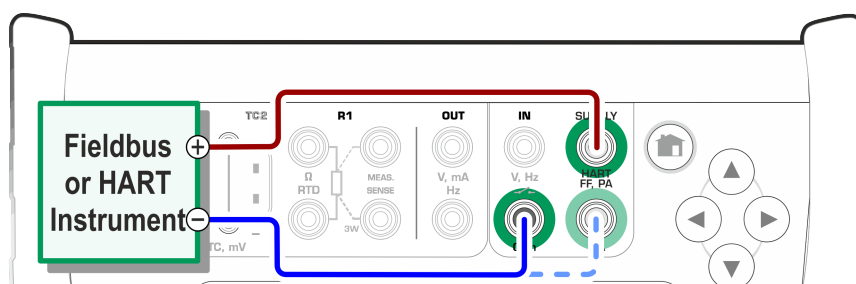 TC2
R1
OUT
IN
Fieldbus
or HART
Instrument
+
−
Ω
RTD
MEAS.
SENSE
3W
V, mA
Hz
V, Hz
HART
FF, PA
TC, mV